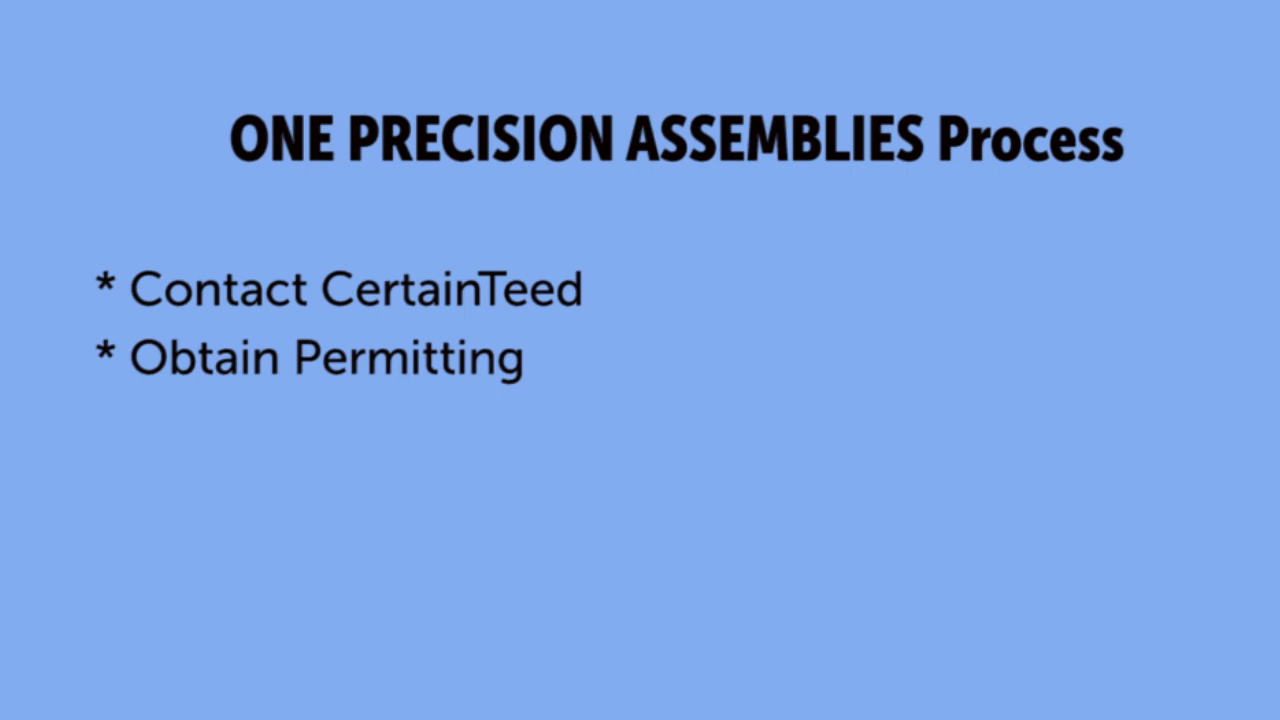 ONE PRECISION ASSEMBLIES Process
* Contact CertainTeed
* Obtain Permitting